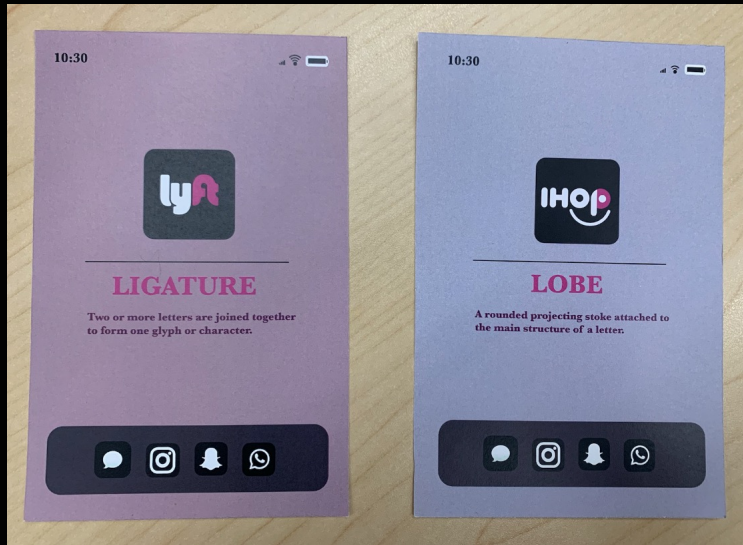 10:30
lyft
LIGATURE
Two or more letters are joined together
to form one glyph or character.
10:30
IHOP
LOBE
A rounded projecting stoke attached to
the main structure of a letter.